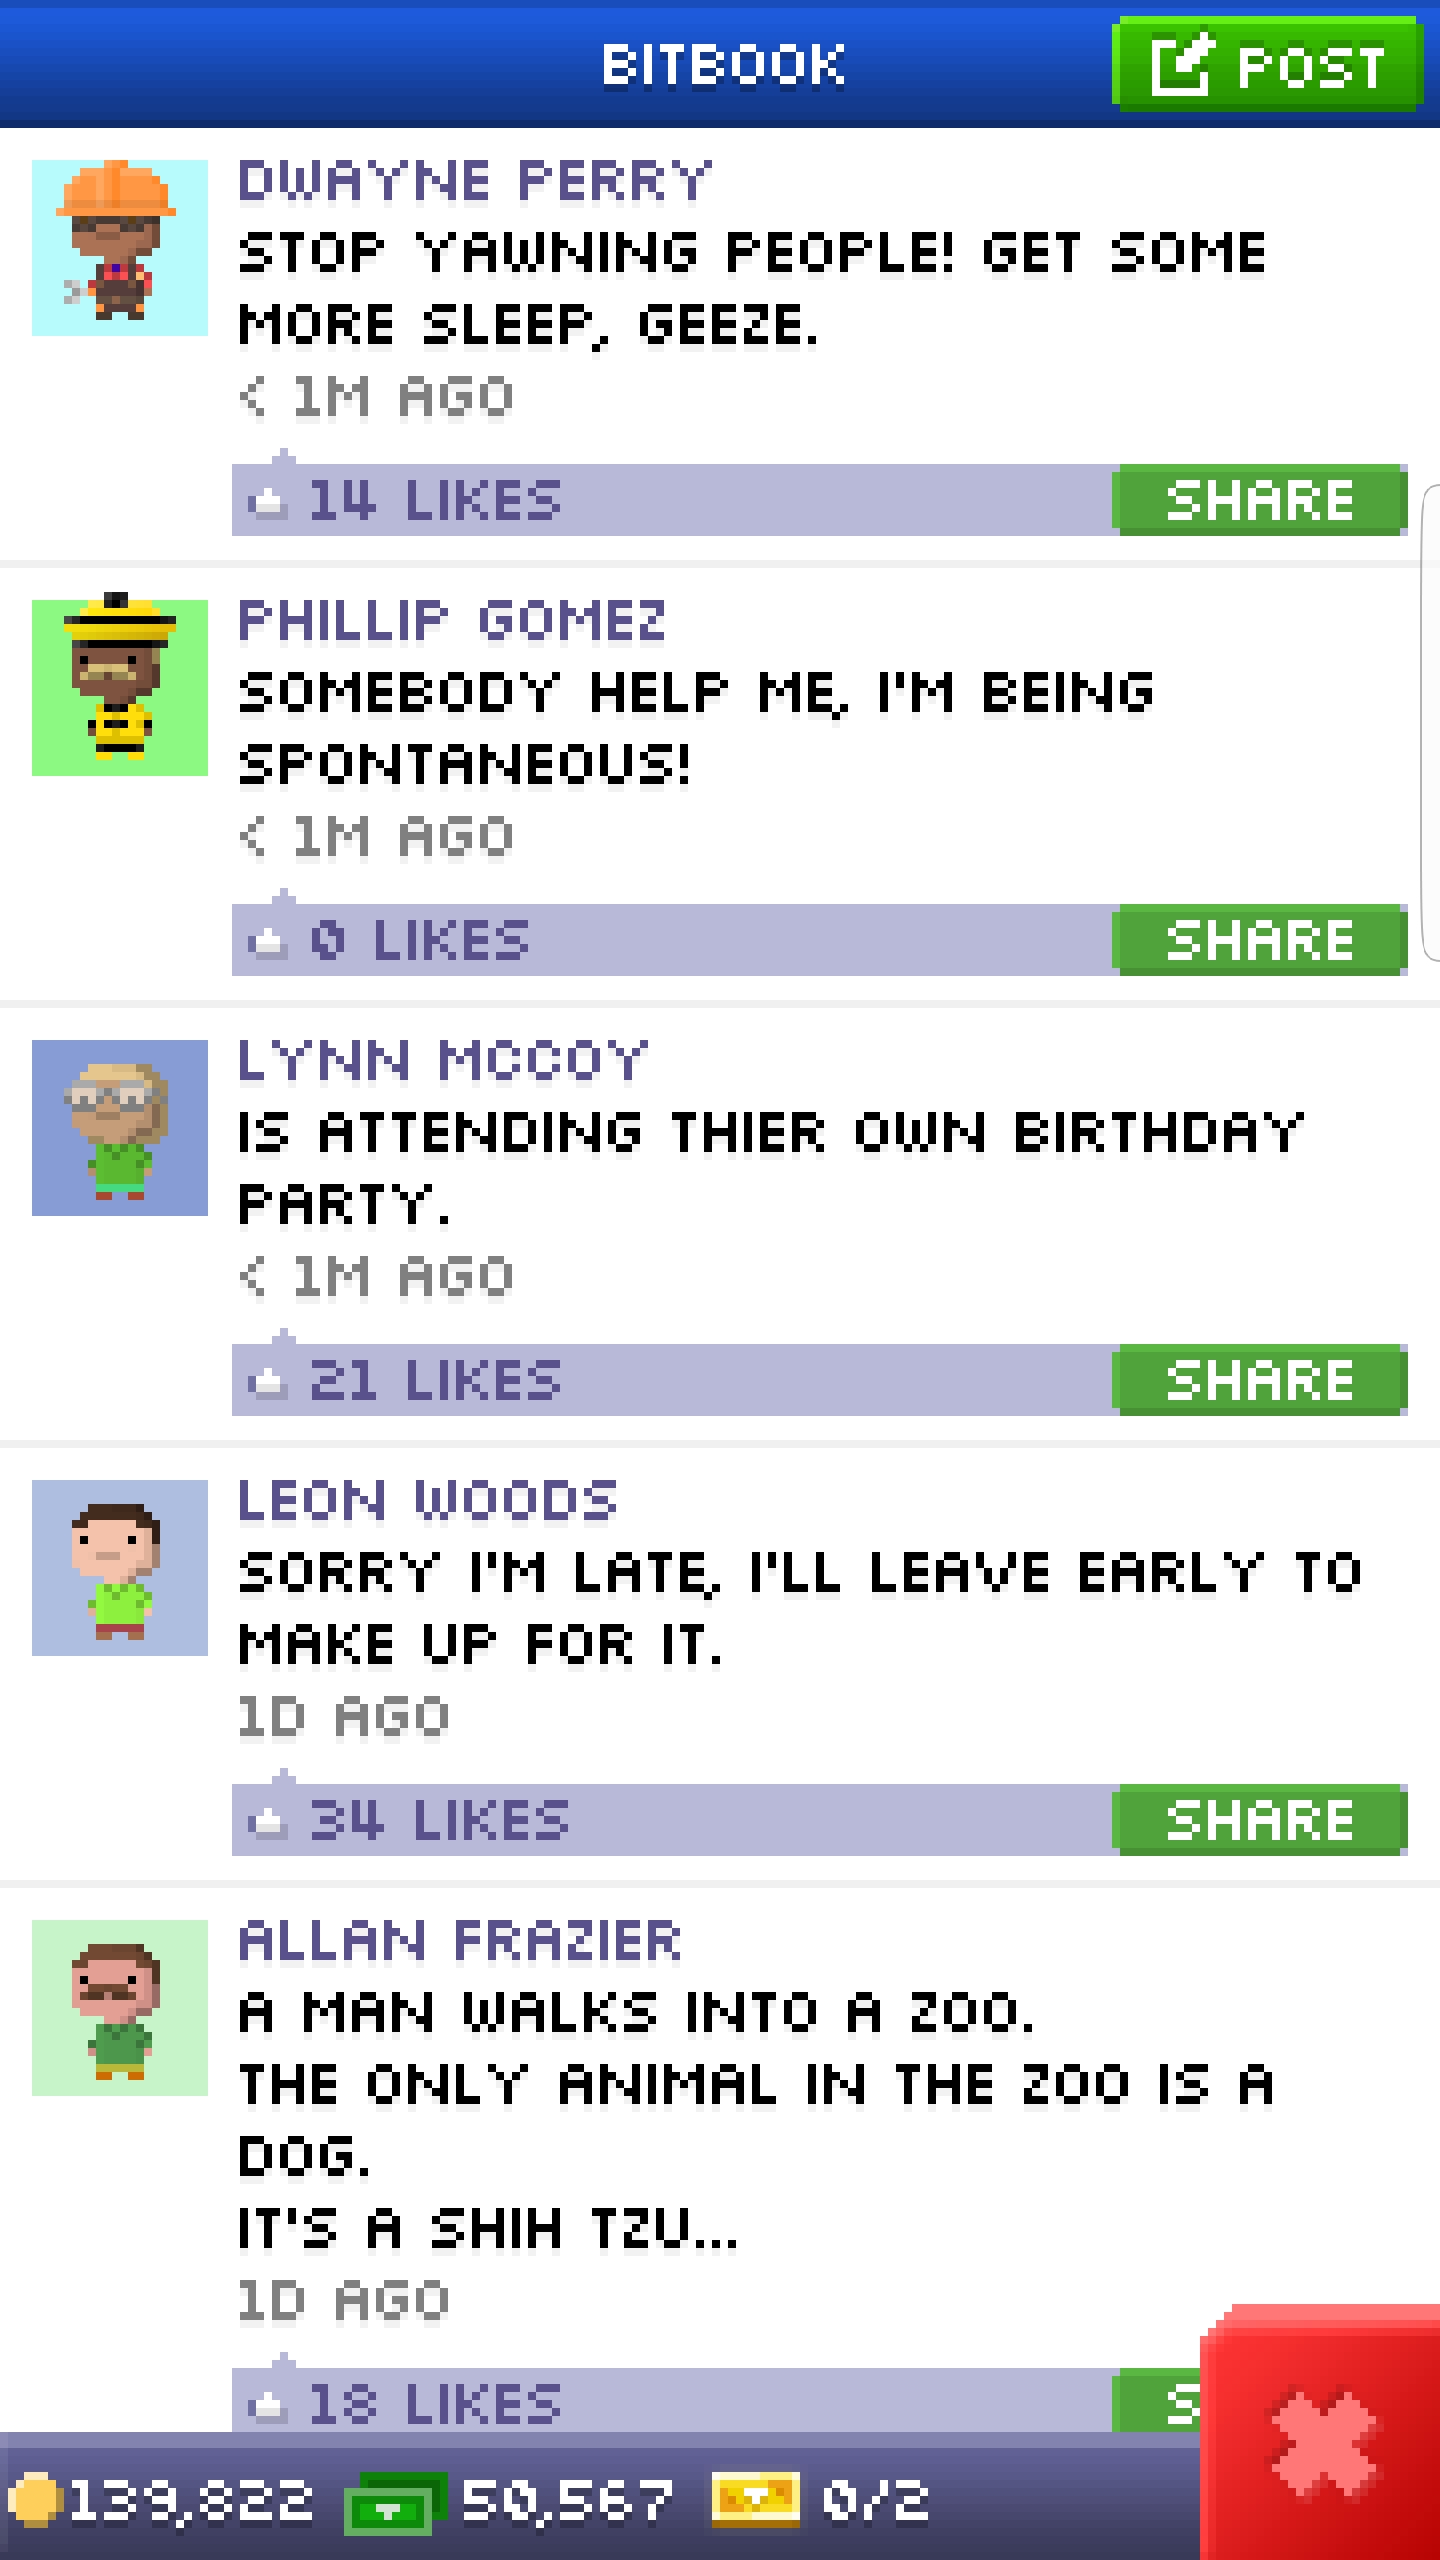 BITBOOK
POST
DWAYNE PERRY
STOP YAWNING PEOPLE! GET SOME
MORE SLEEP, GEEZE.
< 1M AGO
14 LIKES
SHARE
PHILLIP GOMEZ
SOMEBODY HELP ME, I'M BEING
SPONTANEOUS!
< 1M AGO
0 LIKES
SHARE
LYNN MCCOY
IS ATTENDING THIER OWN BIRTHDAY
PARTY.
< 1M AGO
21 LIKES
SHARE
LEON WOODS
SORRY I'M LATE, I'LL LEAVE EARLY TO
MAKE UP FOR IT.
1D AGO
34 LIKES
SHARE
ALLAN FRAZIER
A MAN WALKS INTO A ZOO.
THE ONLY ANIMAL IN THE ZOO IS A
DOG.
IT'S A SHIH TZU...
1D AGO
18 LIKES
139,822 50,567 0/2